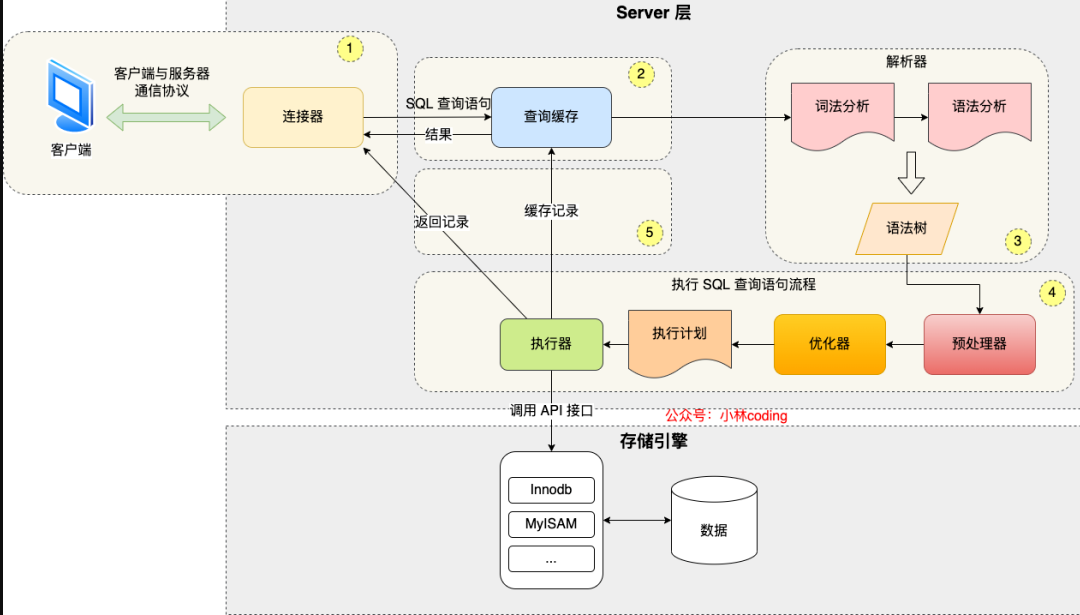 Server 层
1
客户端与服务器
通信协议
客户端
连接器
SQL 查询语句
结果
2
查询缓存
解析器
词法分析
语法分析
语法树
3
返回记录
缓存记录
5
执行 SQL 查询语句流程
4
执行器
执行计划
优化器
预处理器
调用 API 接口
公众号：小林coding
存储引擎
Innodb
MyISAM
...
数据